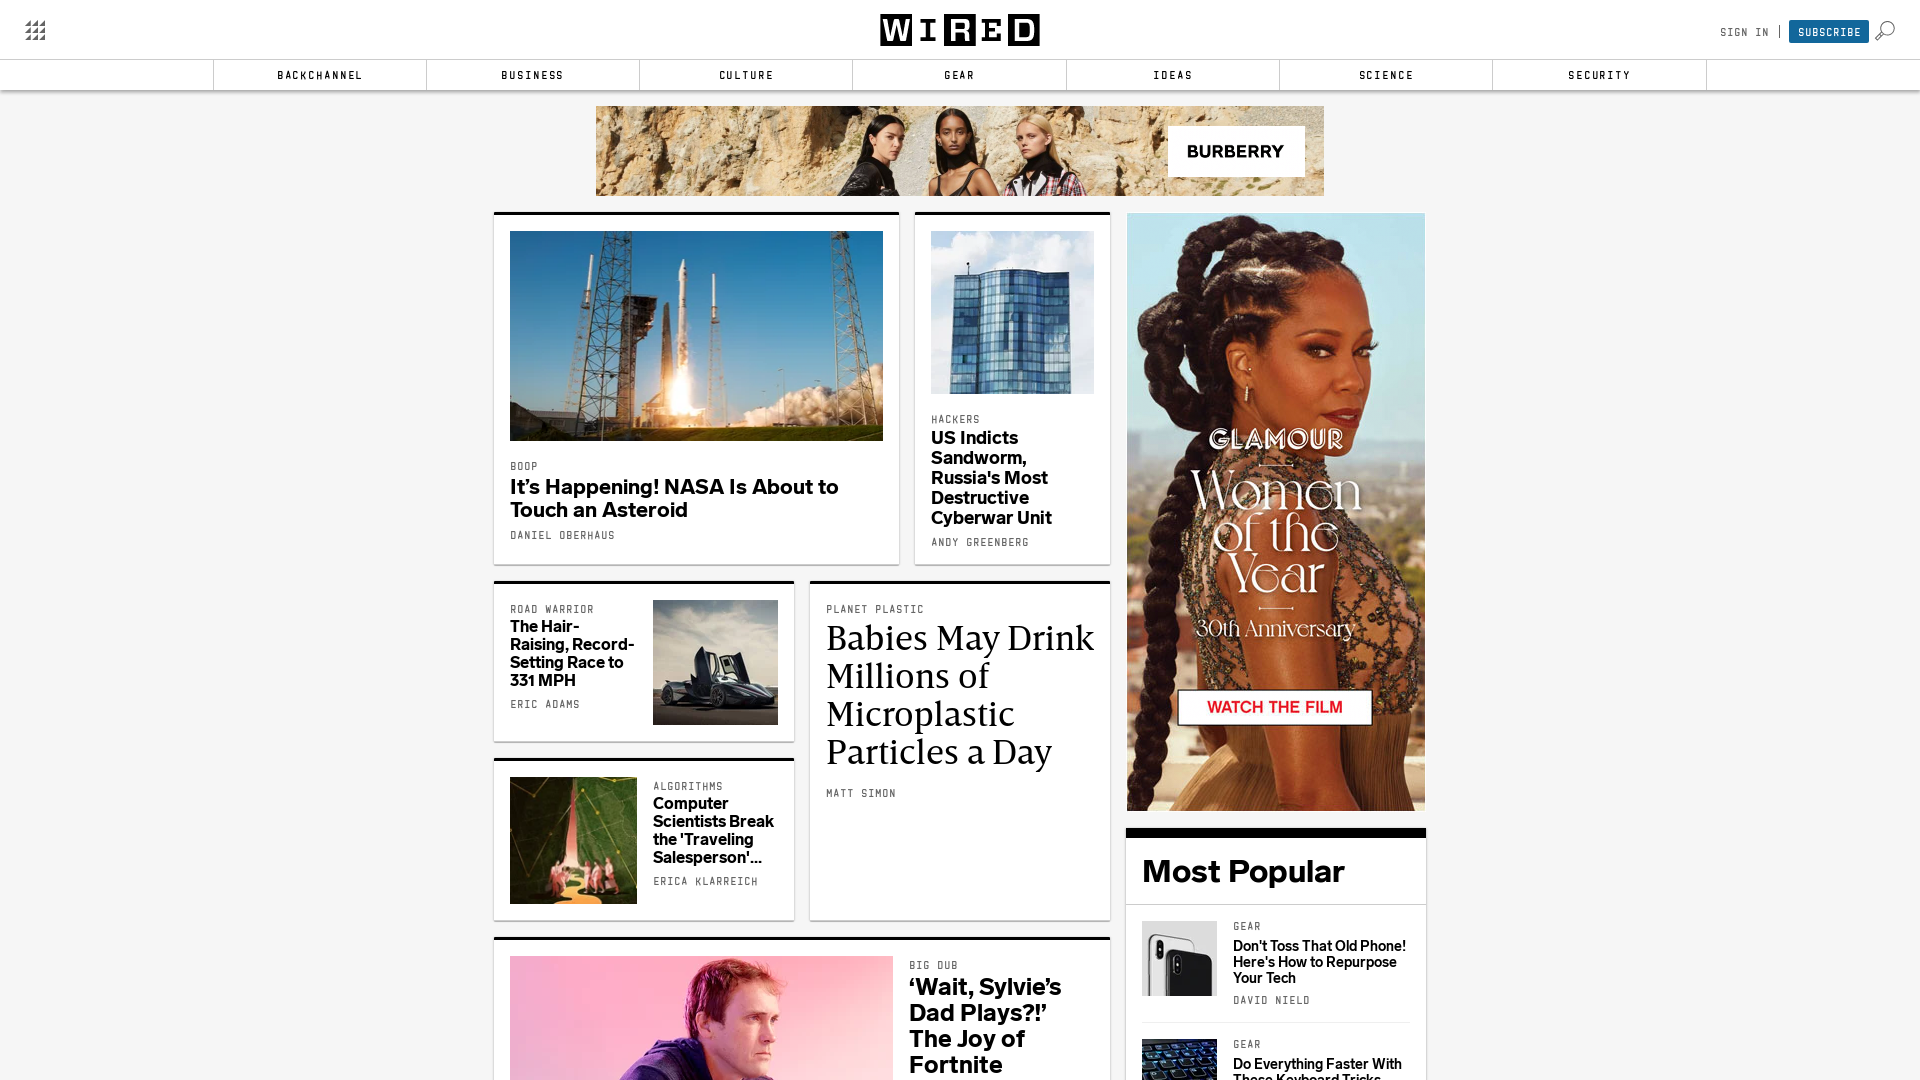 WIRED
SIGN IN
SUBSCRIBE
BACKCHANNEL
BUSINESS
CULTURE
GEAR
IDEAS
SCIENCE
SECURITY
BURBERRY
BOOP
It’s Happening! NASA Is About to
Touch an Asteroid
DANIEL OBERHAUS
HACKERS
US Indicts
Sandworm,
Russia's Most
Destructive
Cyberwar Unit
ANDY GREENBERG
GLAMOUR
Women
of the
Year
30th Anniversary
WATCH THE FILM
ROAD WARRIOR
The Hair-
Raising, Record-
Setting Race to
331 MPH
ERIC ADAMS
PLANET PLASTIC
Babies May Drink
Millions of
Microplastic
Particles a Day
MATT SIMON
ALGORITHMS
Computer
Scientists Break
the 'Traveling
Salesperson'...
ERICA KLARREICH
Most Popular
GEAR
Don't Toss That Old Phone!
Here's How to Repurpose
Your Tech
DAVID NIELD
GEAR
Do Everything Faster With
These Keyboard Tricks
BIG DUB
‘Wait, Sylvie’s
Dad Plays?!’
The Joy of
Fortnite